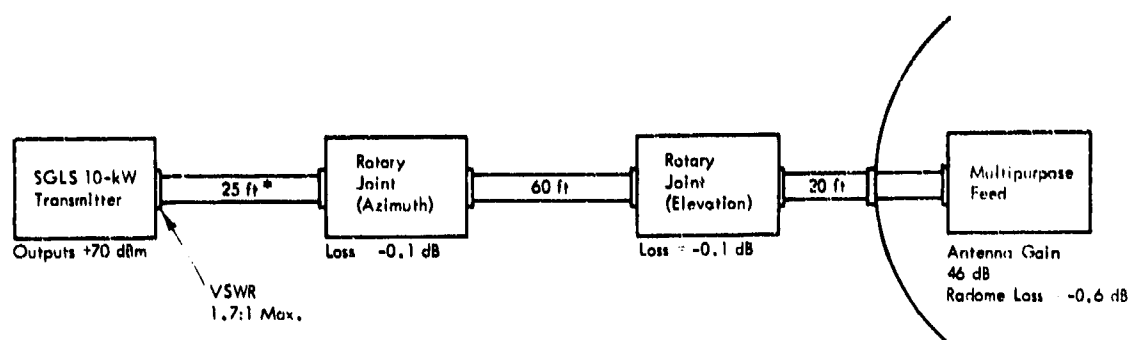 SGLS 10-kW
Transmitter
25 ft*
Rotary
Joint
(Azimuth)
60 ft
Rotary
Joint
(Elevation)
20 ft
Multipurpose
Feed
Outputs +70 dBm
Loss -0.1 dB
Loss = -0.1 dB
Antenna Gain
46 dB
Radome Loss -0.6 dB
VSWR
1.7:1 Max.